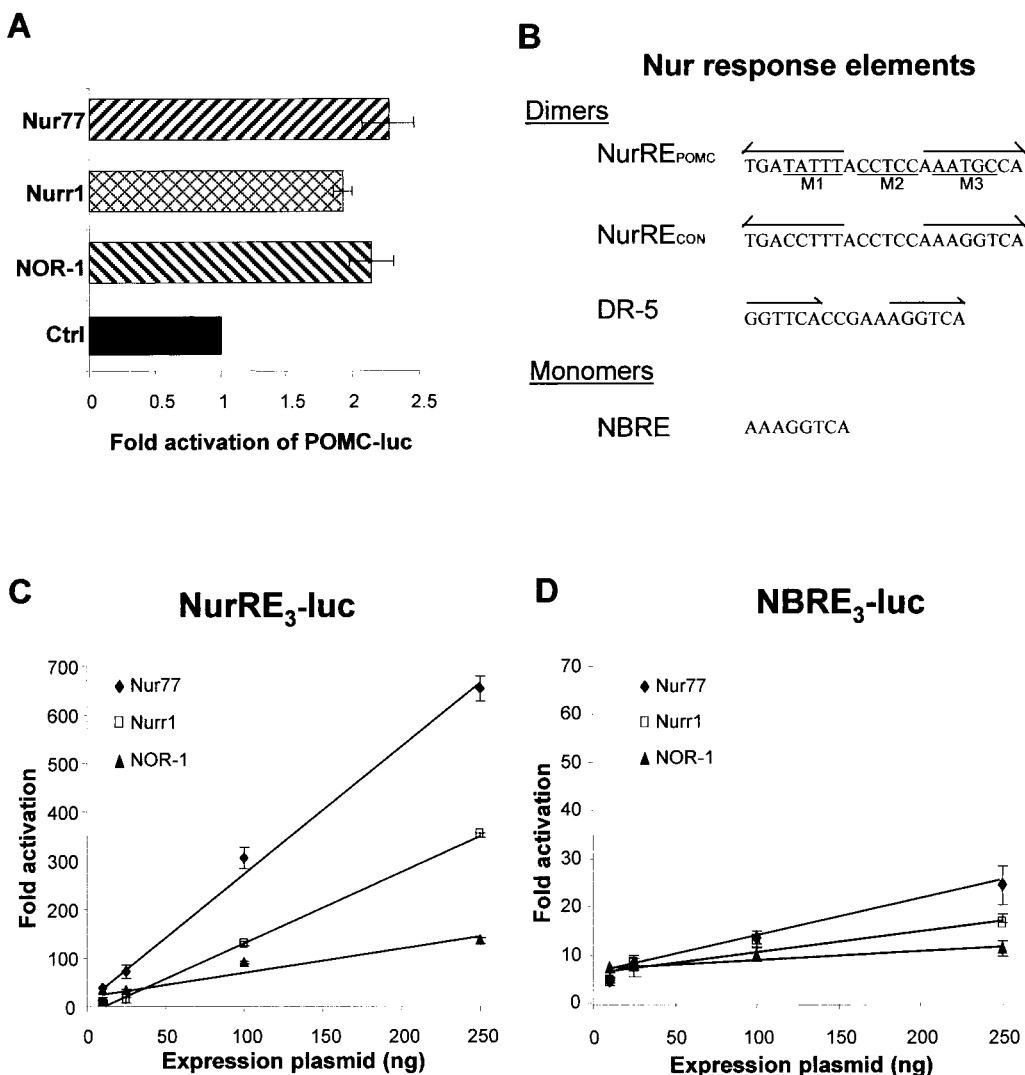 A
Nur77
Nurr1
NOR-1
Ctrl
0 0.5 1 1.5 2 2.5
Fold activation of POMC-luc
B
Nur response elements
Dimers
NurREPOMC TGATATTTACCTCCAAATGCCA
M1 M2 M3
NurRECON TGACCTTTACCTCCAAAGGTCA
DR-5 GGTTCACCGAAAGGTCA
Monomers
NBRE AAAGGTCA
C
NurRE3-luc
Fold activation
700
600
500
400
300
200
100
0
Nur77
Nurr1
NOR-1
0 50 100 150 200 250
Expression plasmid (ng)
D
NBRE3-luc
Fold activation
70
60
50
40
30
20
10
0
Nur77
Nurr1
NOR-1
0 50 100 150 200 250
Expression plasmid (ng)